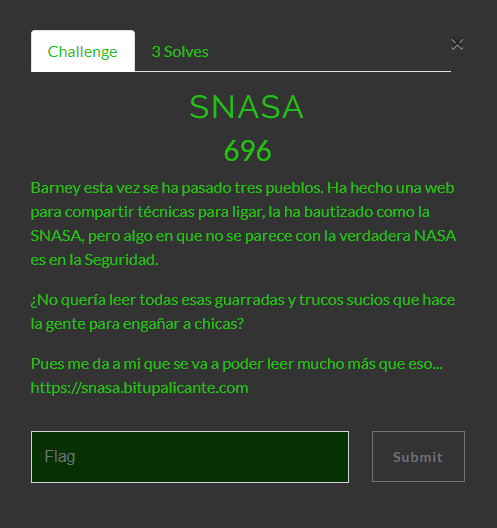 Challenge
3 Solves
×
SNASA
696
Barney esta vez se ha pasado tres pueblos. Ha hecho una web
para compartir técnicas para ligar, la ha bautizado como la
SNASA, pero algo en que no se parece con la verdadera NASA
es en la Seguridad.
¿No quería leer todas esas guarradas y trucos sucios que hace
la gente para engañar a chicas?
Pues me da a mi que se va a poder leer mucho más que eso...
https://snasa.bitupalicante.com
Flag
Submit